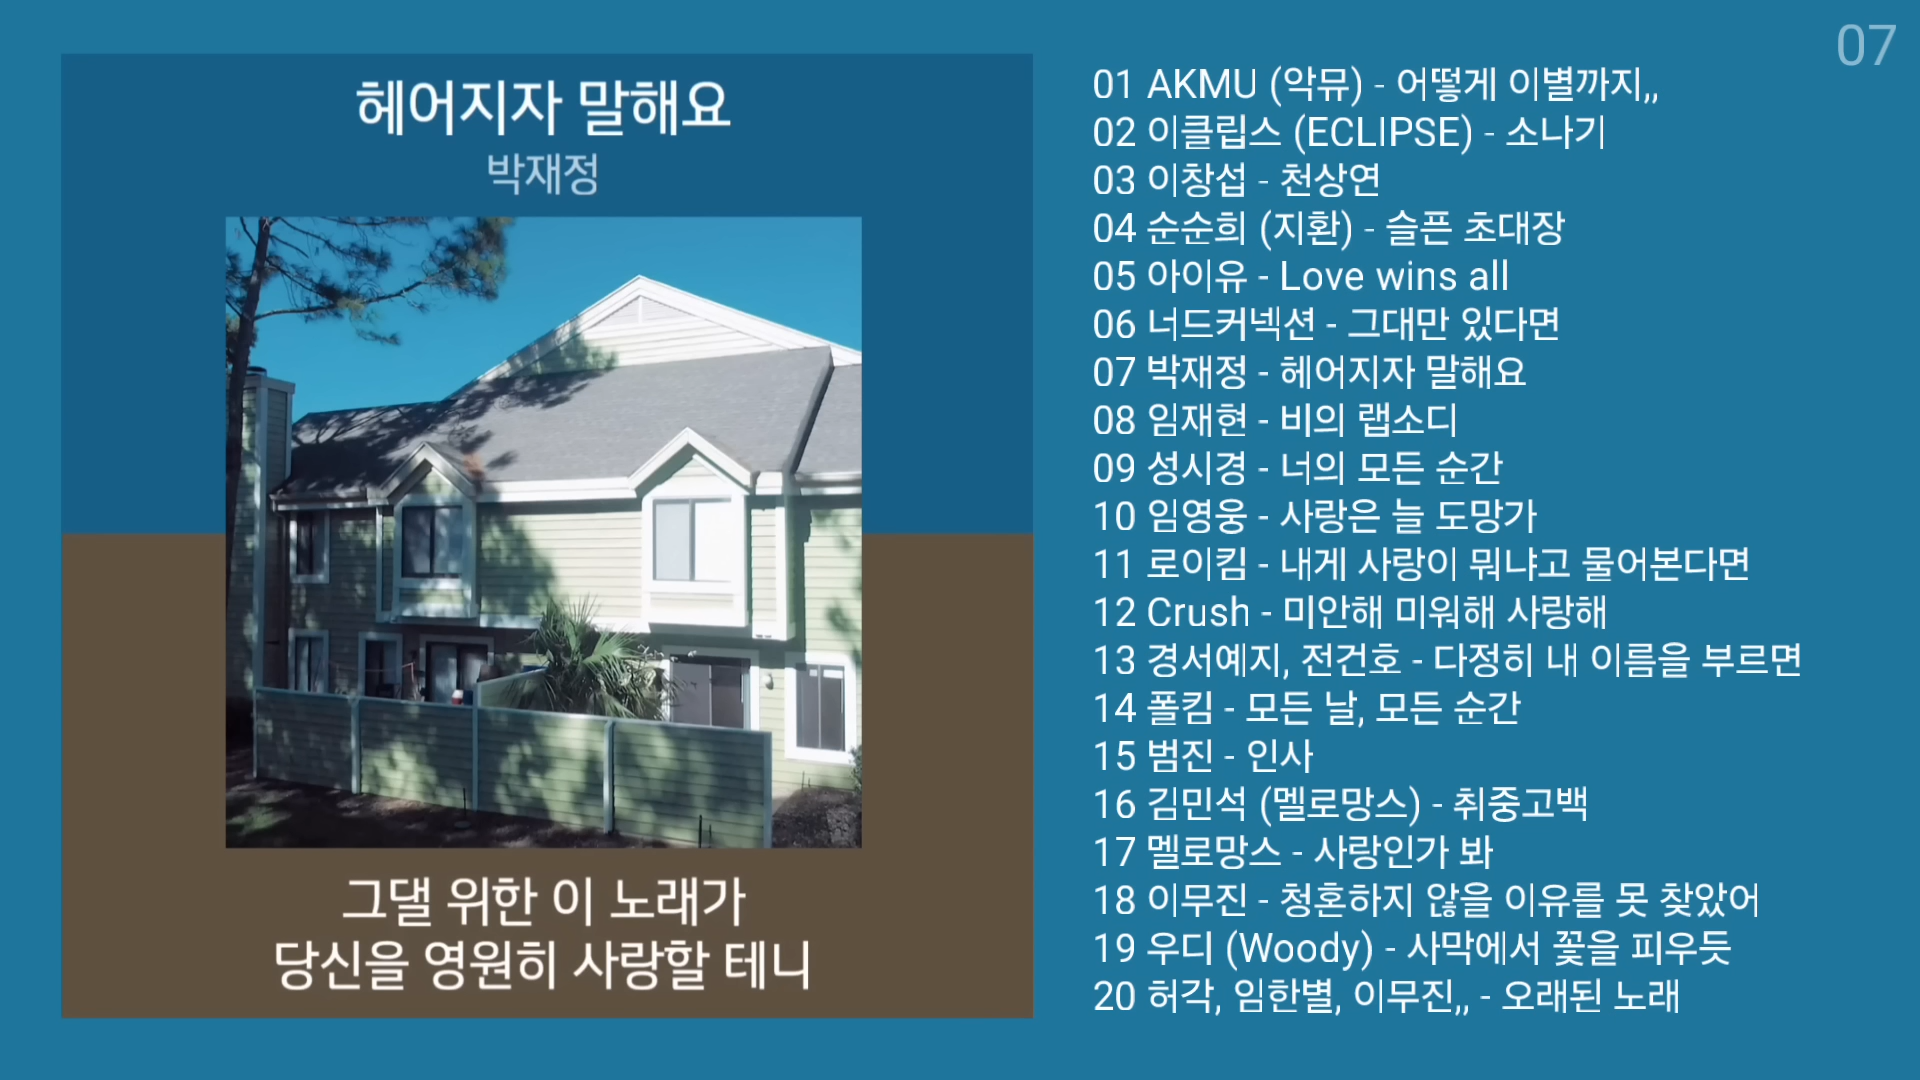 헤어지자 말해요
박재정
그댈 위한 이 노래가
당신을 영원히 사랑할 테니
07
01 AKMU (악뮤) - 어떻게 이별까지,,
02 이클립스 (ECLIPSE) - 소나기
03 이창섭 - 천상연
04 순순희 (지환) - 슬픈 초대장
05 아이유 - Love wins all
06 너드커넥션 - 그대만 있다면
07 박재정 - 헤어지자 말해요
08 임재현 - 비의 랩소디
09 성시경 - 너의 모든 순간
10 임영웅 - 사랑은 늘 도망가
11 로이킴 - 내게 사랑이 뭐냐고 물어본다면
12 Crush - 미안해 미워해 사랑해
13 경서예지, 전건호 - 다정히 내 이름을 부르면
14 폴킴 - 모든 날, 모든 순간
15 범진 - 인사
16 김민석 (멜로망스) - 취중고백
17 멜로망스 - 사랑인가 봐
18 이무진 - 청혼하지 않을 이유를 못 찾았어
19 우디 (Woody) - 사막에서 꽃을 피우듯
20 허각, 임한별, 이무진,, - 오래된 노래